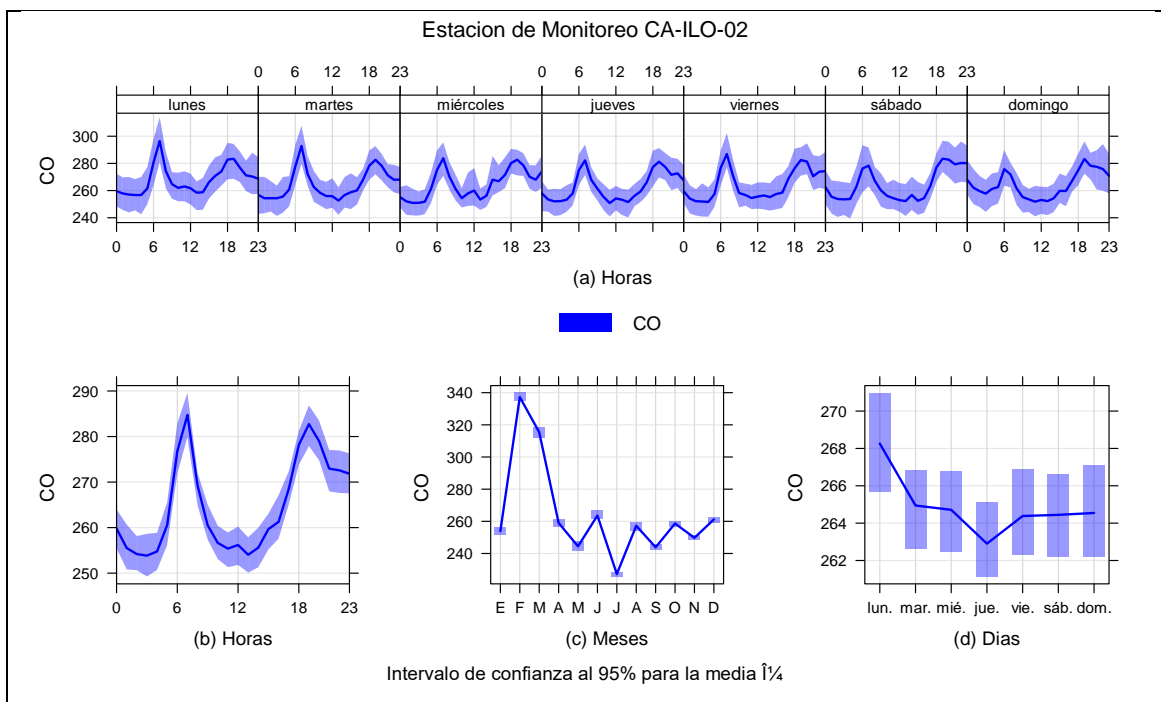 Estacion de Monitoreo CA-ILO-02
0 6 12 18 23 0 6 12 18 23 0 6 12 18 23
lunes martes miércoles jueves viernes sábado domingo
300
280
260
240
CO
0 6 12 18 23 0 6 12 18 23 0 6 12 18 23 0 6 12 18 23
(a) Horas
CO
290
280
270
260
250
CO
0 6 12 18 23
(b) Horas
340
320
300
280
260
240
CO
E F M A M J J A S O N D
(c) Meses
270
268
266
264
262
CO
lun. mar. mié. jue. vie. sáb. dom.
(d) Dias
Intervalo de confianza al 95% para la media Î¼